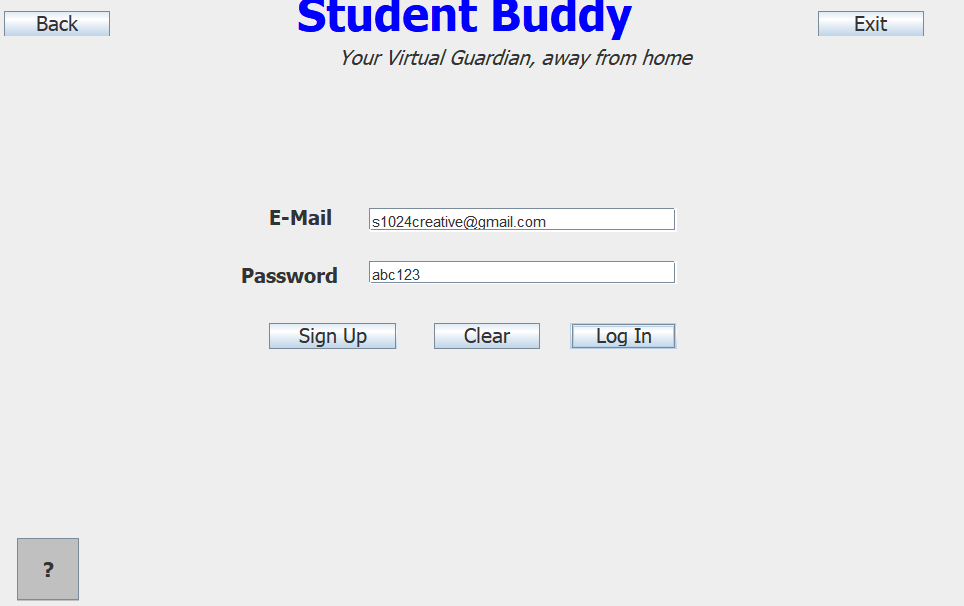 Back
Student Buddy
Exit
Your Virtual Guardian, away from home
E-Mail
s1024creative@gmail.com
Password
abc123
Sign Up
Clear
Log In
?